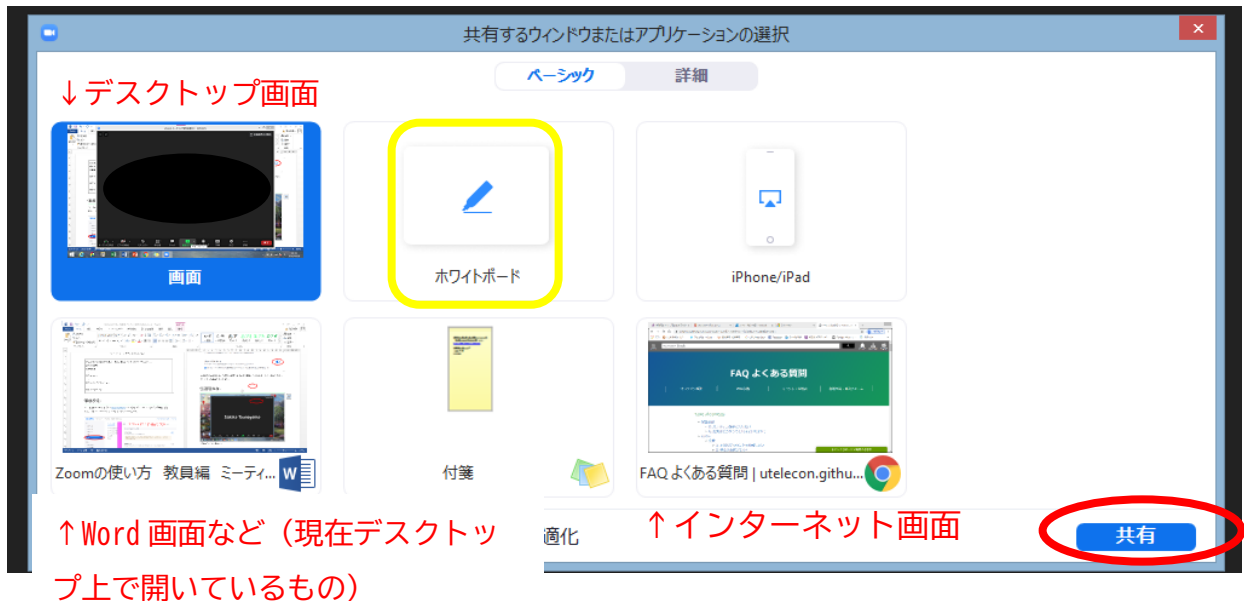 共有するウィンドウまたはアプリケーションの選択
ベーシック 詳細
↓デスクトップ画面
画面
ホワイトボード
iPhone/iPad
FAQ よくある質問
Zoomの使い方 教員編 ミーティ...
付箋
FAQ よくある質問 | utelecon.githu...
↑Word 画面など（現在デスクトッ
プ上で開いているもの）
適化
↑インターネット画面
共有